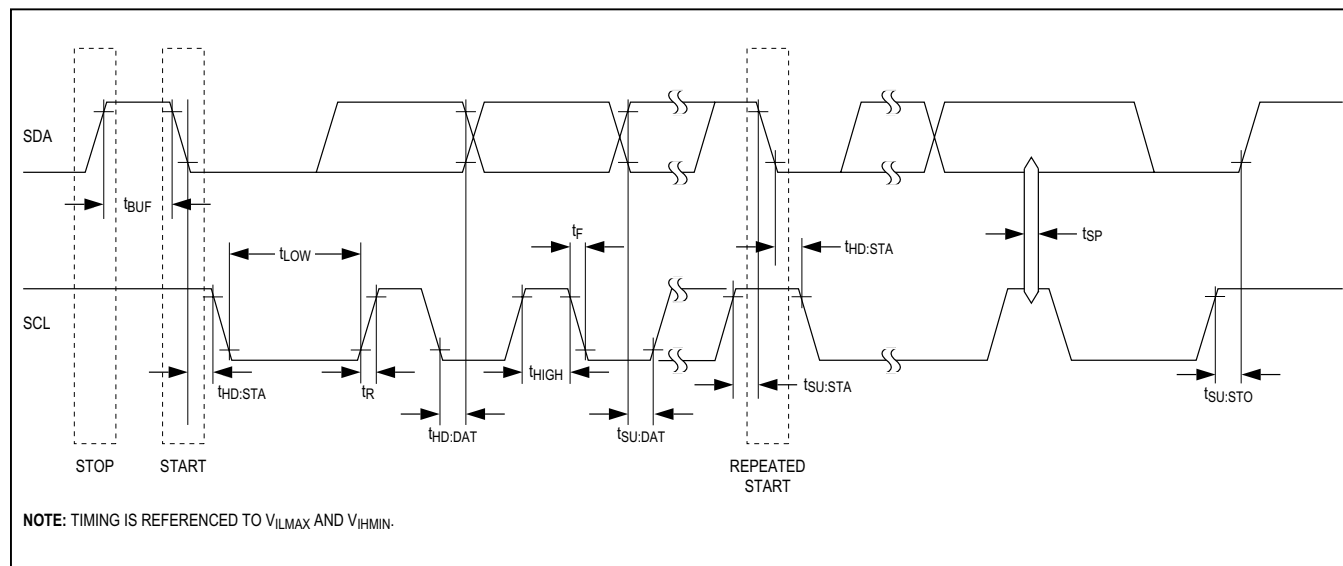 SDA
tBUF
tLOW
tF
tHD:STA
tSP
SCL
tHD:STA
tR
tHIGH
tSU:STA
tSU:STO
tHD:DAT
tSU:DAT
STOP
START
REPEATED
START
NOTE: TIMING IS REFERENCED TO VILMAX AND VIHMIN.